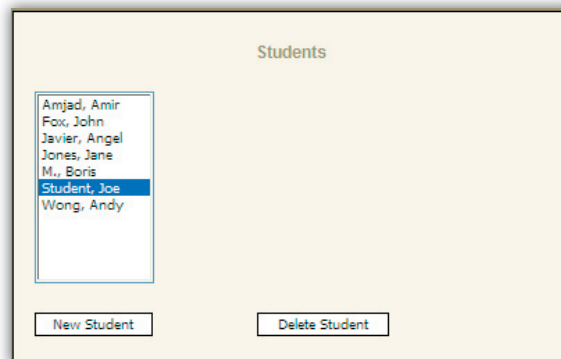 Students
Amjad, Amir
Fox, John
Javier, Angel
Jones, Jane
M., Boris
Student, Joe
Wong, Andy
New Student
Delete Student